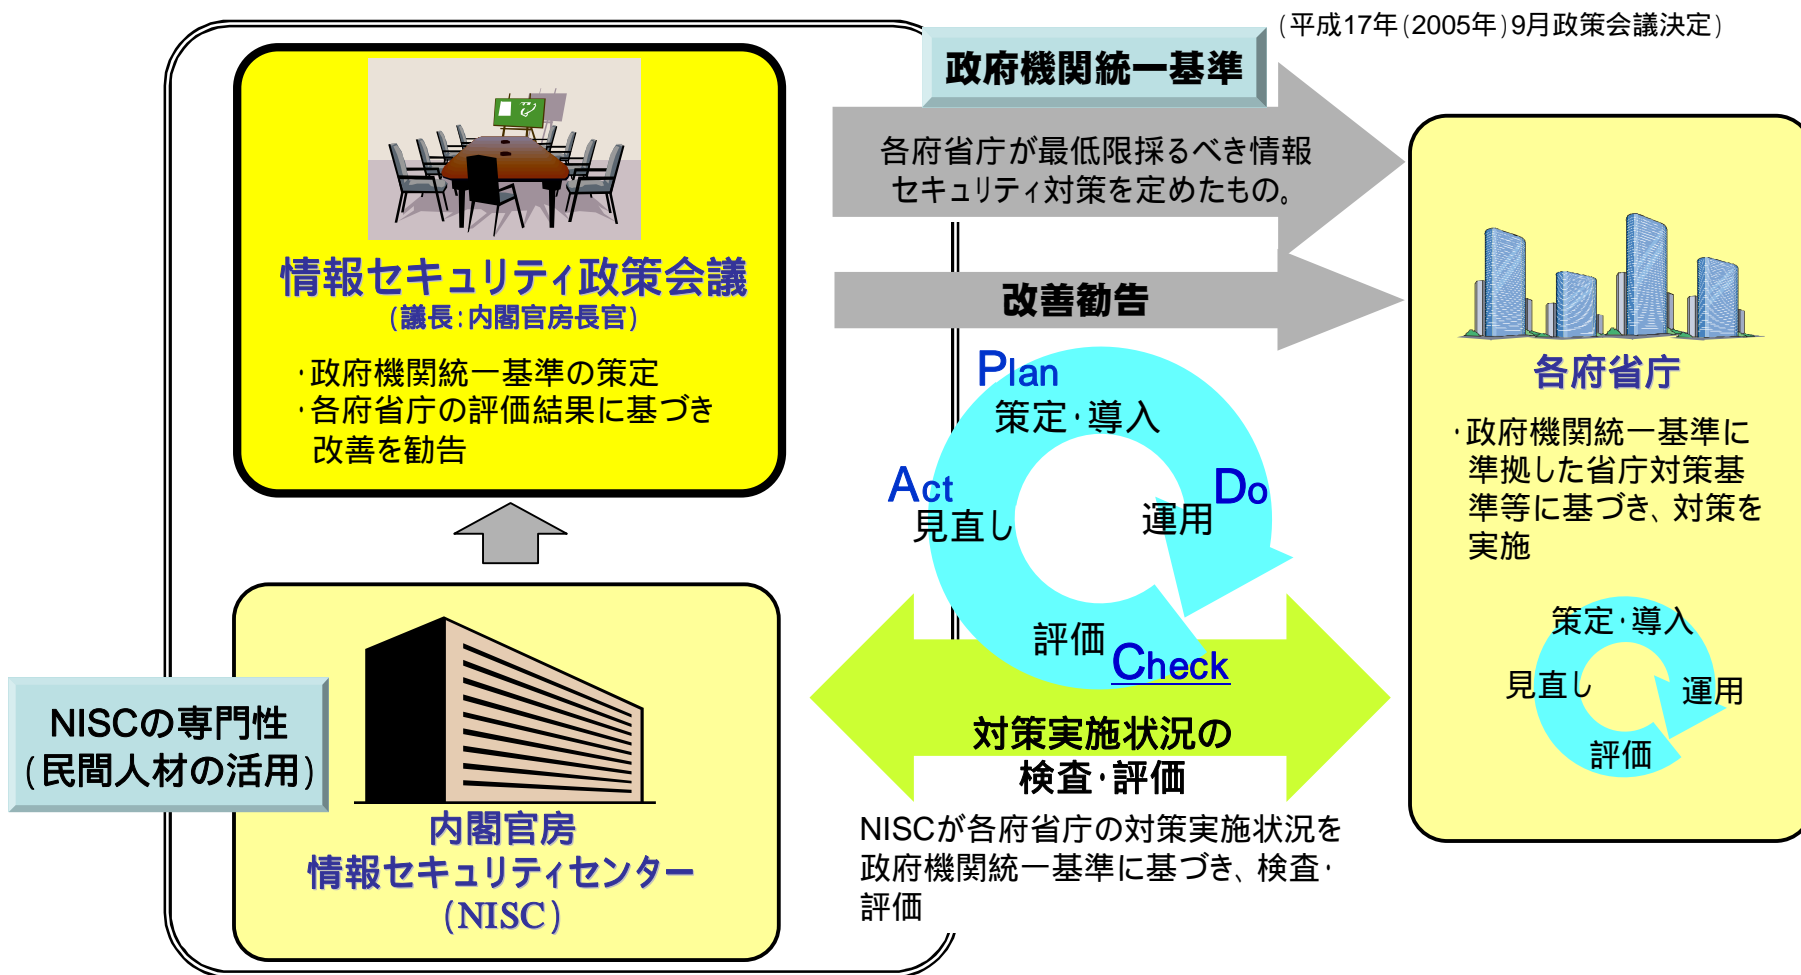 (平成17年(2005年)9月政策会議決定)
政府機関統一基準
各府省庁が最低限採るべき情報
セキュリティ対策を定めたもの。
改善勧告
情報セキュリティ政策会議
(議長:内閣官房長官)
・政府機関統一基準の策定
・各府省庁の評価結果に基づき
改善を勧告
Plan
策定・導入
Do
運用
Act
見直し
評価
Check
対策実施状況の
検査・評価
NISCが各府省庁の対策実施状況を
政府機関統一基準に基づき、検査・
評価
NISCの専門性
(民間人材の活用)
内閣官房
情報セキュリティセンター
(NISC)
各府省庁
・政府機関統一基準に
準拠した省庁対策基
準等に基づき、対策を
実施
策定・導入
見直し
運用
評価